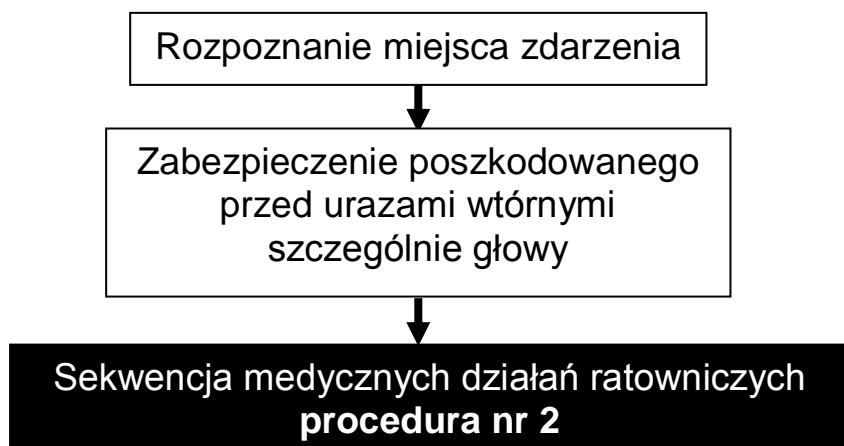 Rozpoznanie miejsca zdarzenia
Zabezpieczenie poszkodowanego
przed urazami wtórnymi
szczególnie głowy
Sekwencja medycznych działań ratowniczych
procedura nr 2